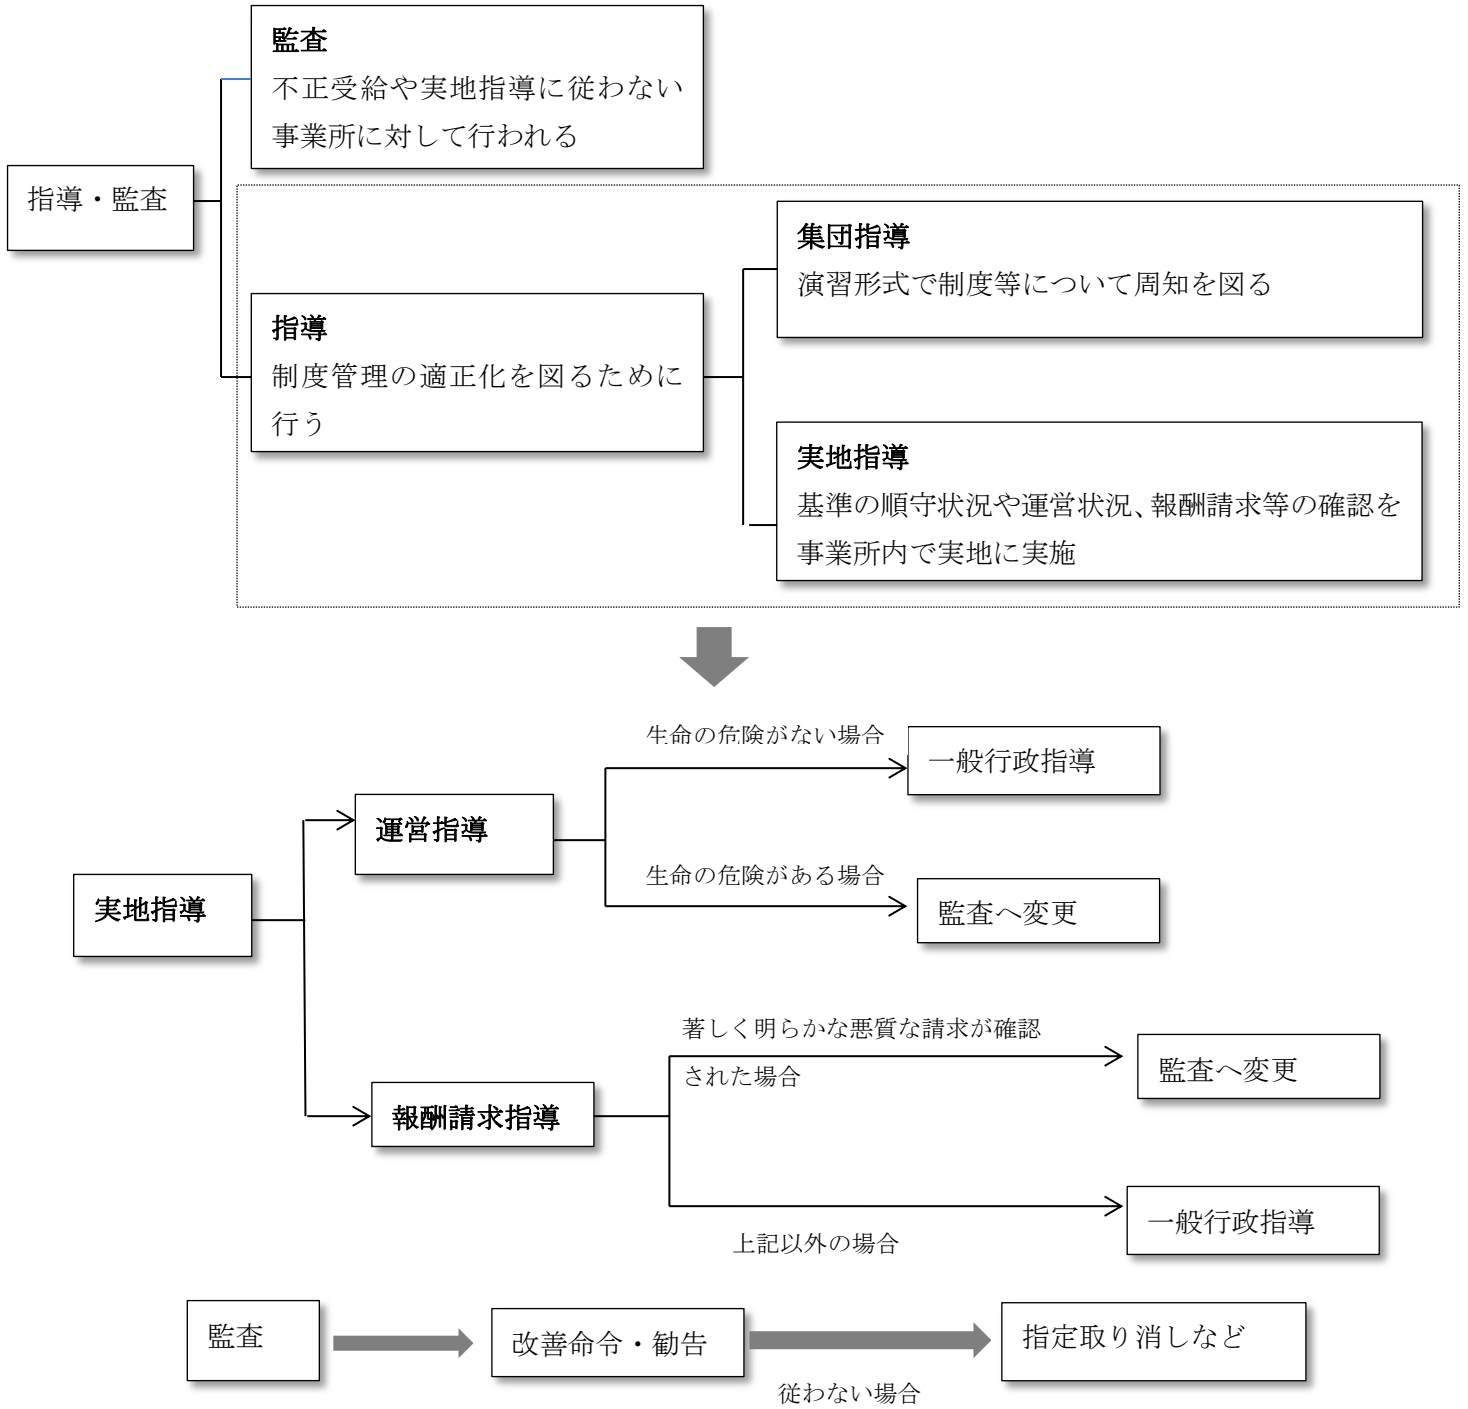 監査
不正受給や実地指導に従わない
事業所に対して行われる
指導・監査
集団指導
演習形式で制度等について周知を図る
指導
制度管理の適正化を図るために
行う
実地指導
基準の順守状況や運営状況、報酬請求等の確認を
事業所内で実地に実施
生命の危険がない場合
一般行政指導
運営指導
生命の危険がある場合
監査へ変更
実地指導
著しく明らかな悪質な請求が確認
された場合
監査へ変更
報酬請求指導
一般行政指導
上記以外の場合
監査
改善命令・勧告
指定取り消しなど
従わない場合